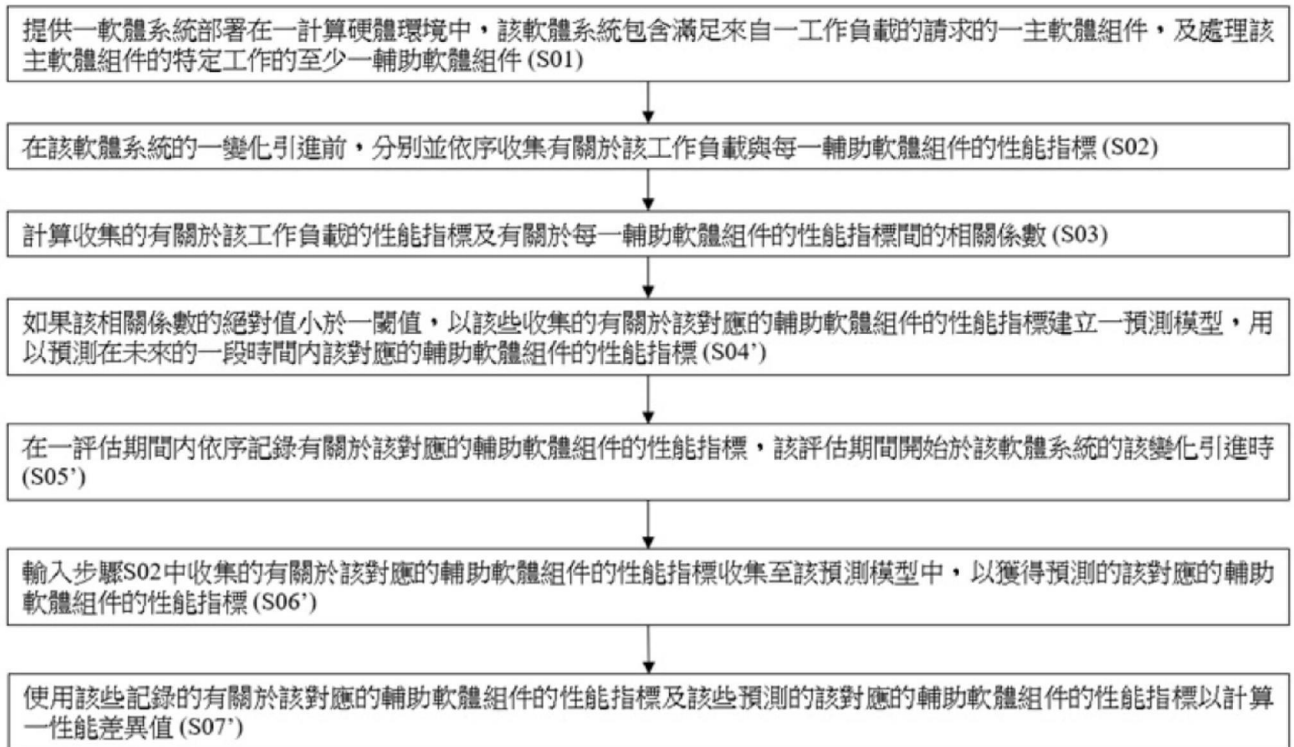 提供一軟體系統部署在一計算硬體環境中，該軟體系統包含滿足來自一工作負載的請求的一主軟體組件，及處理該
主軟體組件的特定工作的至少一輔助軟體組件 (S01)
在該軟體系統的一變化引進前，分別並依序收集有關於該工作負載與每一輔助軟體組件的性能指標 (S02)
計算收集的有關於該工作負載的性能指標及有關於每一輔助軟體組件的性能指標間的相關係數 (S03)
如果該相關係數的絕對值小於一閾值，以該些收集的有關於該對應的輔助軟體組件的性能指標建立一預測模型，用
以預測在未來的一段時間內該對應的輔助軟體組件的性能指標 (S04’)
在一評估期間內依序記錄有關於該對應的輔助軟體組件的性能指標，該評估期間開始於該軟體系統的該變化引進時
(S05’)
輸入步驟S02中收集的有關於該對應的輔助軟體組件的性能指標收集至該預測模型中，以獲得預測的該對應的輔助
軟體組件的性能指標 (S06’)
使用該些記錄的有關於該對應的輔助軟體組件的性能指標及該些預測的該對應的輔助軟體組件的性能指標以計算
一性能差異值 (S07’)